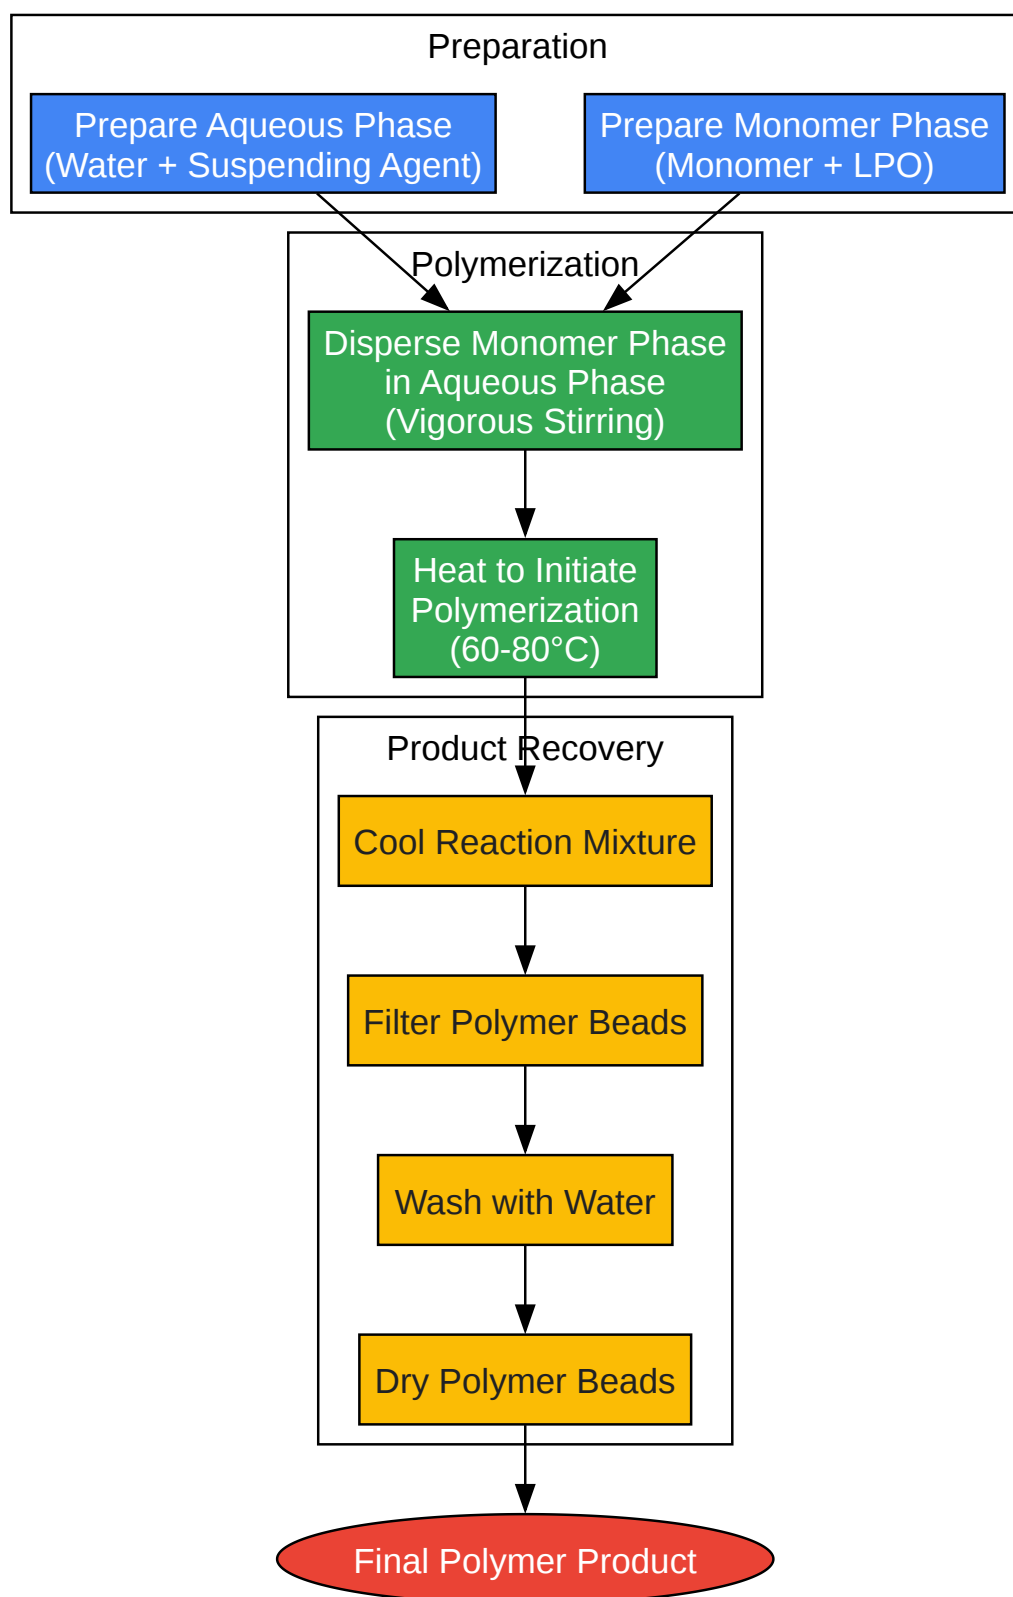 Preparation
Prepare Aqueous Phase
(Water + Suspending Agent)
Prepare Monomer Phase
(Monomer + LPO)
Polymerization
Disperse Monomer Phase
in Aqueous Phase
(Vigorous Stirring)
Heat to Initiate
Polymerization
(60-80°C)
Product Recovery
Cool Reaction Mixture
Filter Polymer Beads
Wash with Water
Dry Polymer Beads
Final Polymer Product